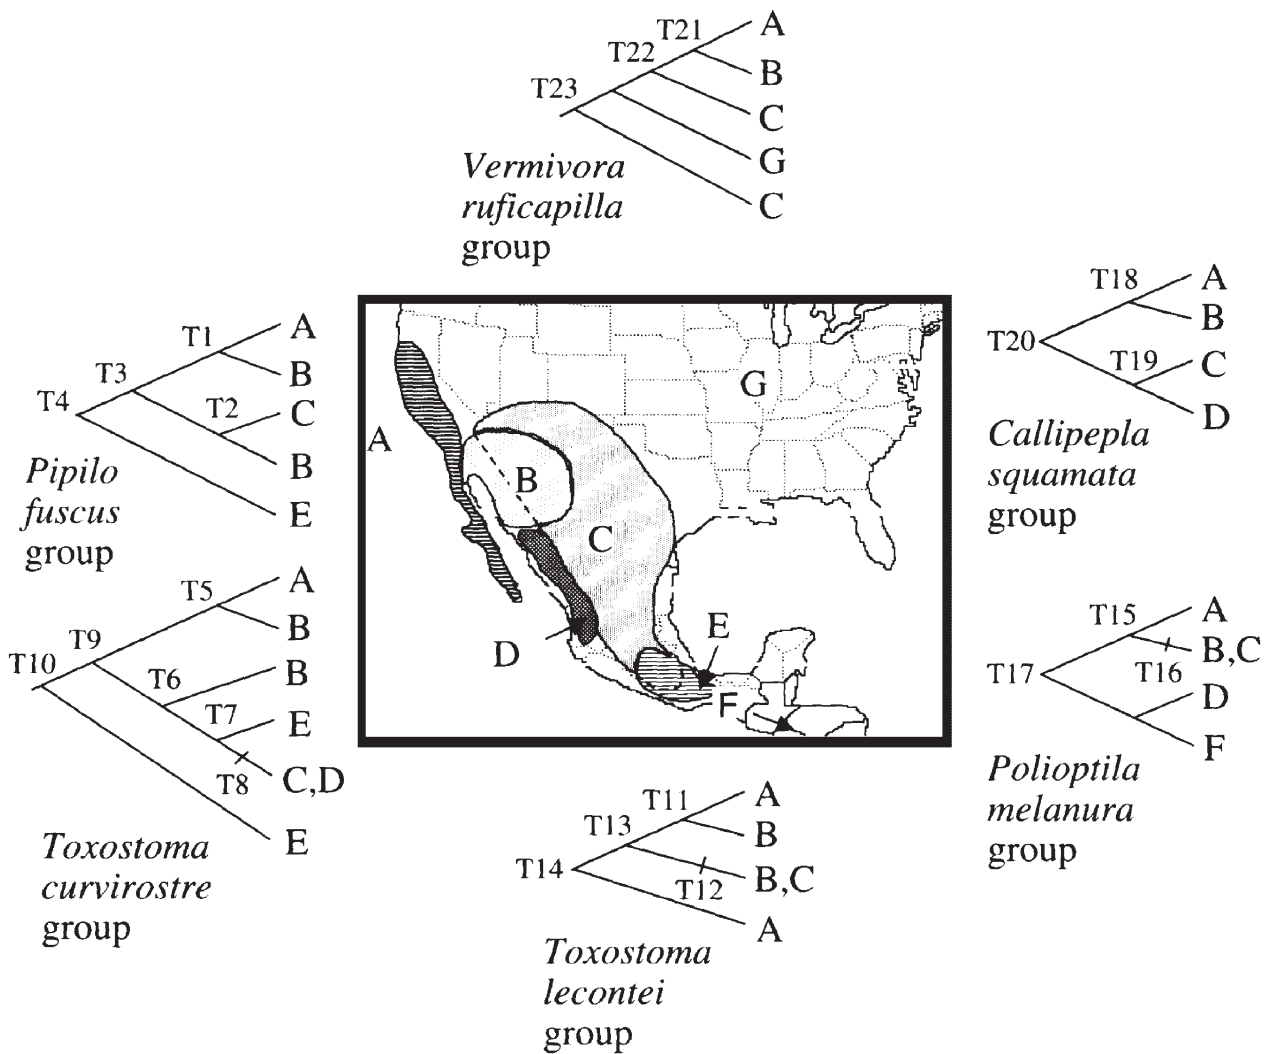 T21
A
T22
B
T23
C
G
C
Vermivora
ruficapilla
group
T1
A
T3
B
T4
T2
C
B
E
Pipilo
fuscus
group
T5
A
T9
B
T10
T6
B
T7
E
T8
C,D
E
Toxostoma
curvirostre
group
A
B
C
G
D
E
F
T18
A
B
T20
T19
C
D
Callipepla
squamata
group
T15
A
B,C
T16
T17
D
F
Polioptila
melanura
group
T11
A
T13
B
T14
B,C
T12
A
Toxostoma
lecontei
group